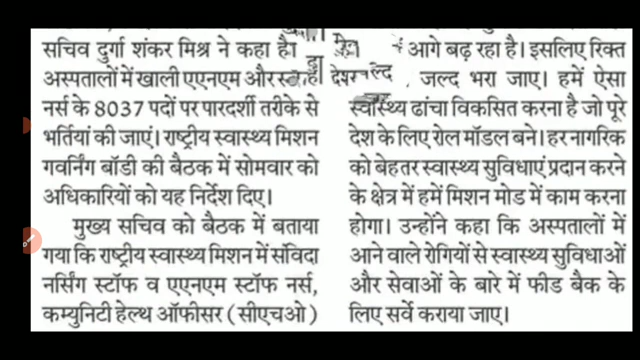 सचिव दुर्गा शंकर मिश्र ने कहा है।
अस्पतालों में खाली एएनएम और
नर्स के 8037 पदों पर पारदर्शी तरीके से
भर्तियां की जाएं। राष्ट्रीय स्वास्थ्य मिशन
गवर्निंग बॉडी की बैठक में सोमवार को
अधिकारियों को यह निर्देश दिए।
मुख्य सचिव को बैठक में बताया
गया कि राष्ट्रीय स्वास्थ्य मिशन में संविदा
नर्सिंग स्टॉफ व एएनएम स्टॉफ नर्स,
कम्युनिटी हेल्थ ऑफीसर (सीएचओ)
आगे बढ़ रहा है। इसलिए रिक्त
जल्द भरा जाए। हमें ऐसा
स्वास्थ्य ढांचा विकसित करना है जो पूरे
देश के लिए रोल मॉडल बने। हर नागरिक
को बेहतर स्वास्थ्य सुविधाएं प्रदान करने
के क्षेत्र में हमें मिशन मोड में काम करना
होगा। उन्होंने कहा कि अस्पतालों में
आने वाले रोगियों से स्वास्थ्य सुविधाओं
और सेवाओं के बारे में फीड बैक के
लिए सर्वे कराया जाए।